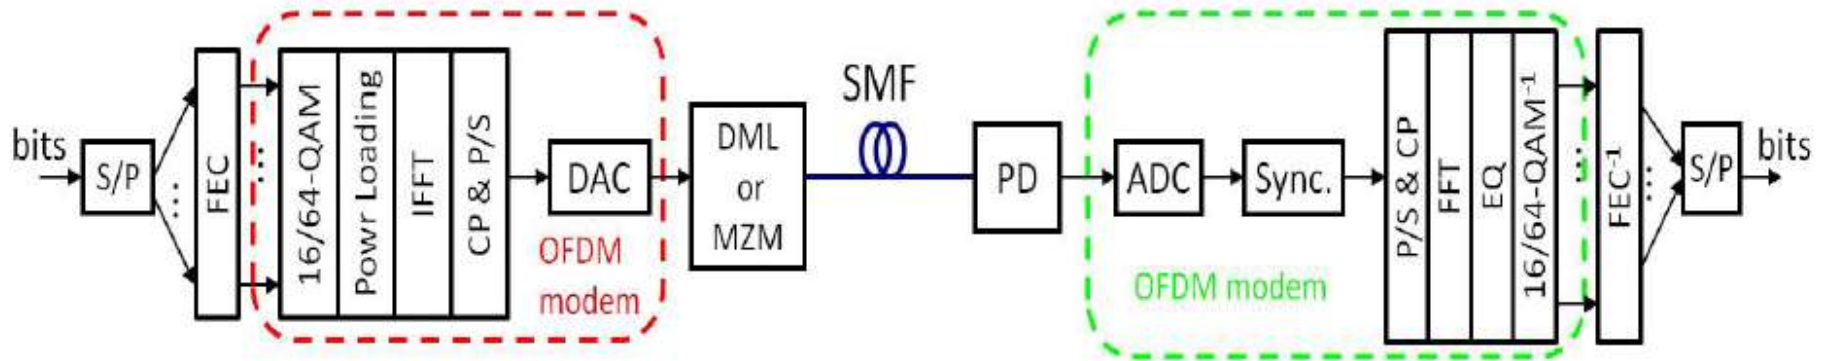 bits
S/P
...
FEC
...
16/64-QAM
Powr Loading
IFFT
CP & P/S
DAC
OFDM
modem
DML
or
MZM
SMF
PD
ADC
Sync.
OFDM modem
P/S & CP
FFT
EQ
16/64-QAM⁻¹
...
FEC⁻¹
...
S/P
bits